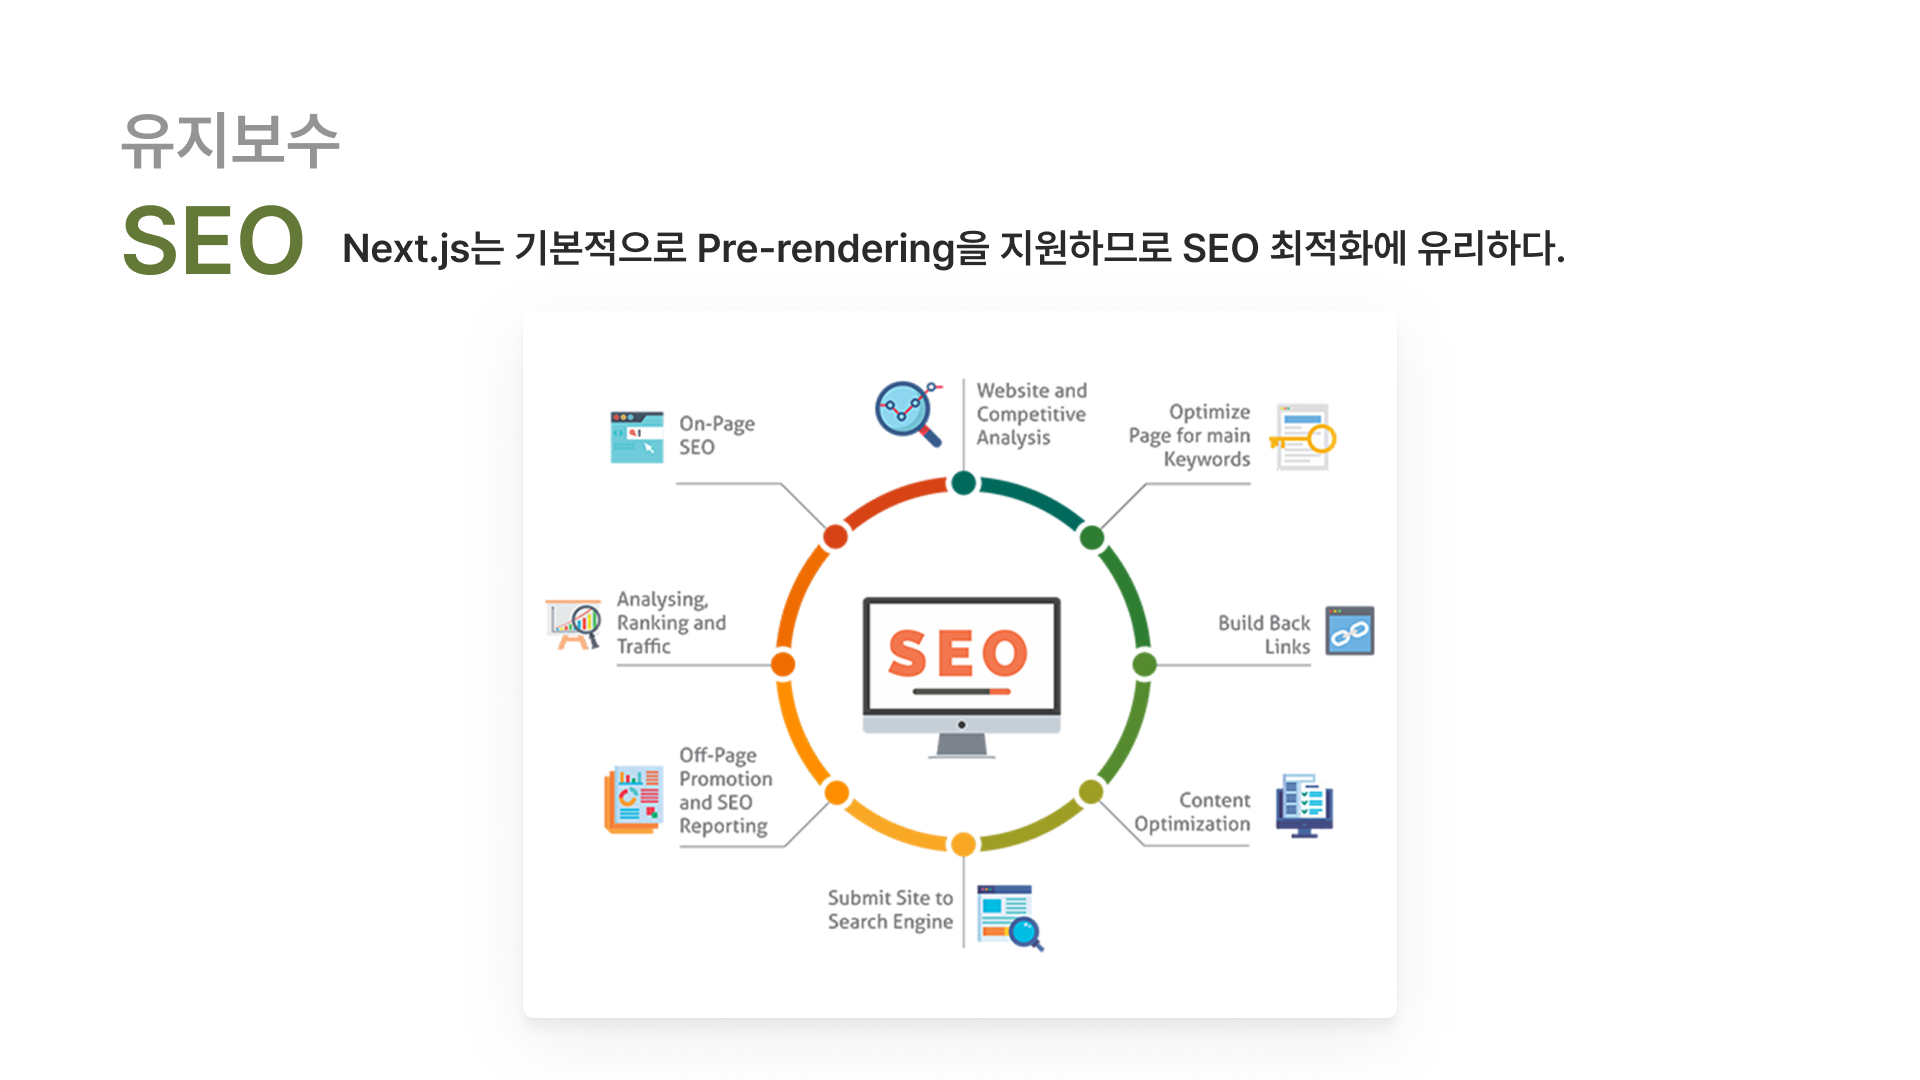 유지보수
SEO Next.js는 기본적으로 Pre-rendering을 지원하므로 SEO 최적화에 유리하다.
Website and
Competitive
Analysis
Optimize
Page for main
Keywords
Build Back
Links
Content
Optimization
Submit Site to
Search Engine
Off-Page
Promotion
and SEO
Reporting
Analysing,
Ranking and
Traffic
On-Page
SEO
SEO